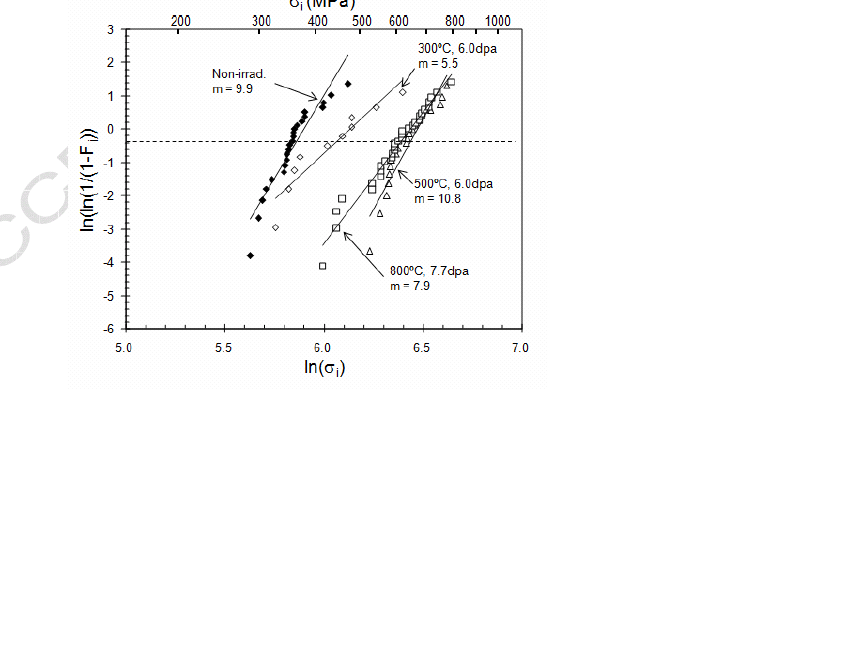 σi (MPa)
200 300 400 500 600 800 1000
3
2
1
0
-1
-2
-3
-4
-5
-6
ln(ln(1/(1-Fi))
Non-irrad.
m = 9.9
300ºC, 6.0dpa
m = 5.5
500ºC, 6.0dpa
m = 10.8
800ºC, 7.7dpa
m = 7.9
5.0 5.5 6.0 6.5 7.0
ln(σi)